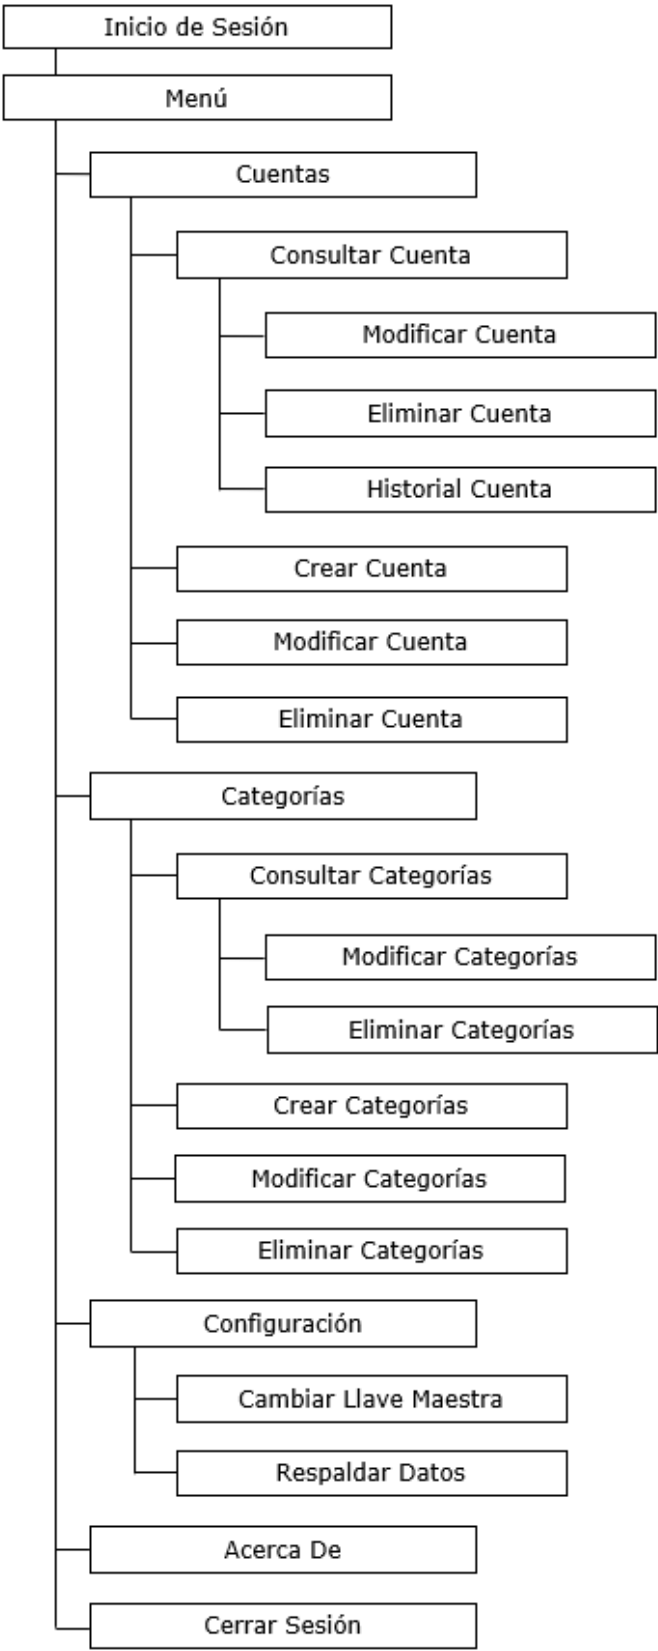 Inicio de Sesión
Menú
Cuentas
Consultar Cuenta
Modificar Cuenta
Eliminar Cuenta
Historial Cuenta
Crear Cuenta
Modificar Cuenta
Eliminar Cuenta
Categorías
Consultar Categorías
Modificar Categorías
Eliminar Categorías
Crear Categorías
Modificar Categorías
Eliminar Categorías
Configuración
Cambiar Llave Maestra
Respaldar Datos
Acerca De
Cerrar Sesión